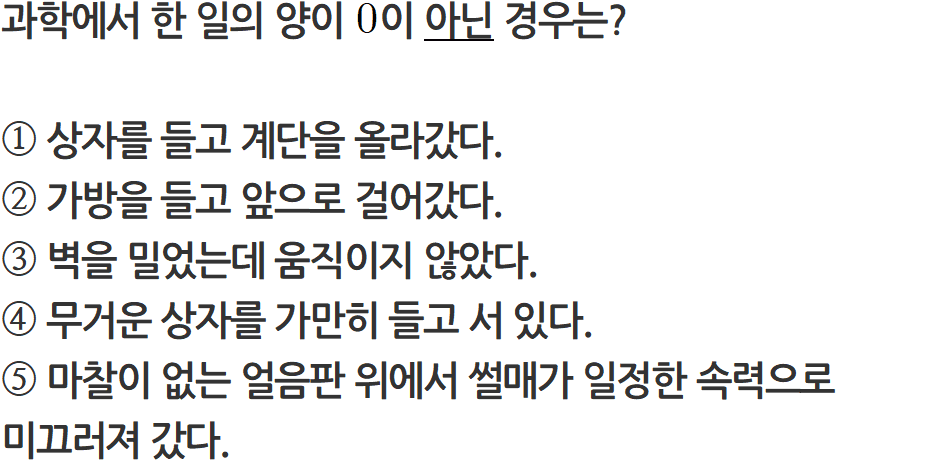 과학에서 한 일의 양이 0이 아닌 경우는?
① 상자를 들고 계단을 올라갔다.
② 가방을 들고 앞으로 걸어갔다.
③ 벽을 밀었는데 움직이지 않았다.
④ 무거운 상자를 가만히 들고 서 있다.
⑤ 마찰이 없는 얼음판 위에서 썰매가 일정한 속력으로
미끄러져 갔다.